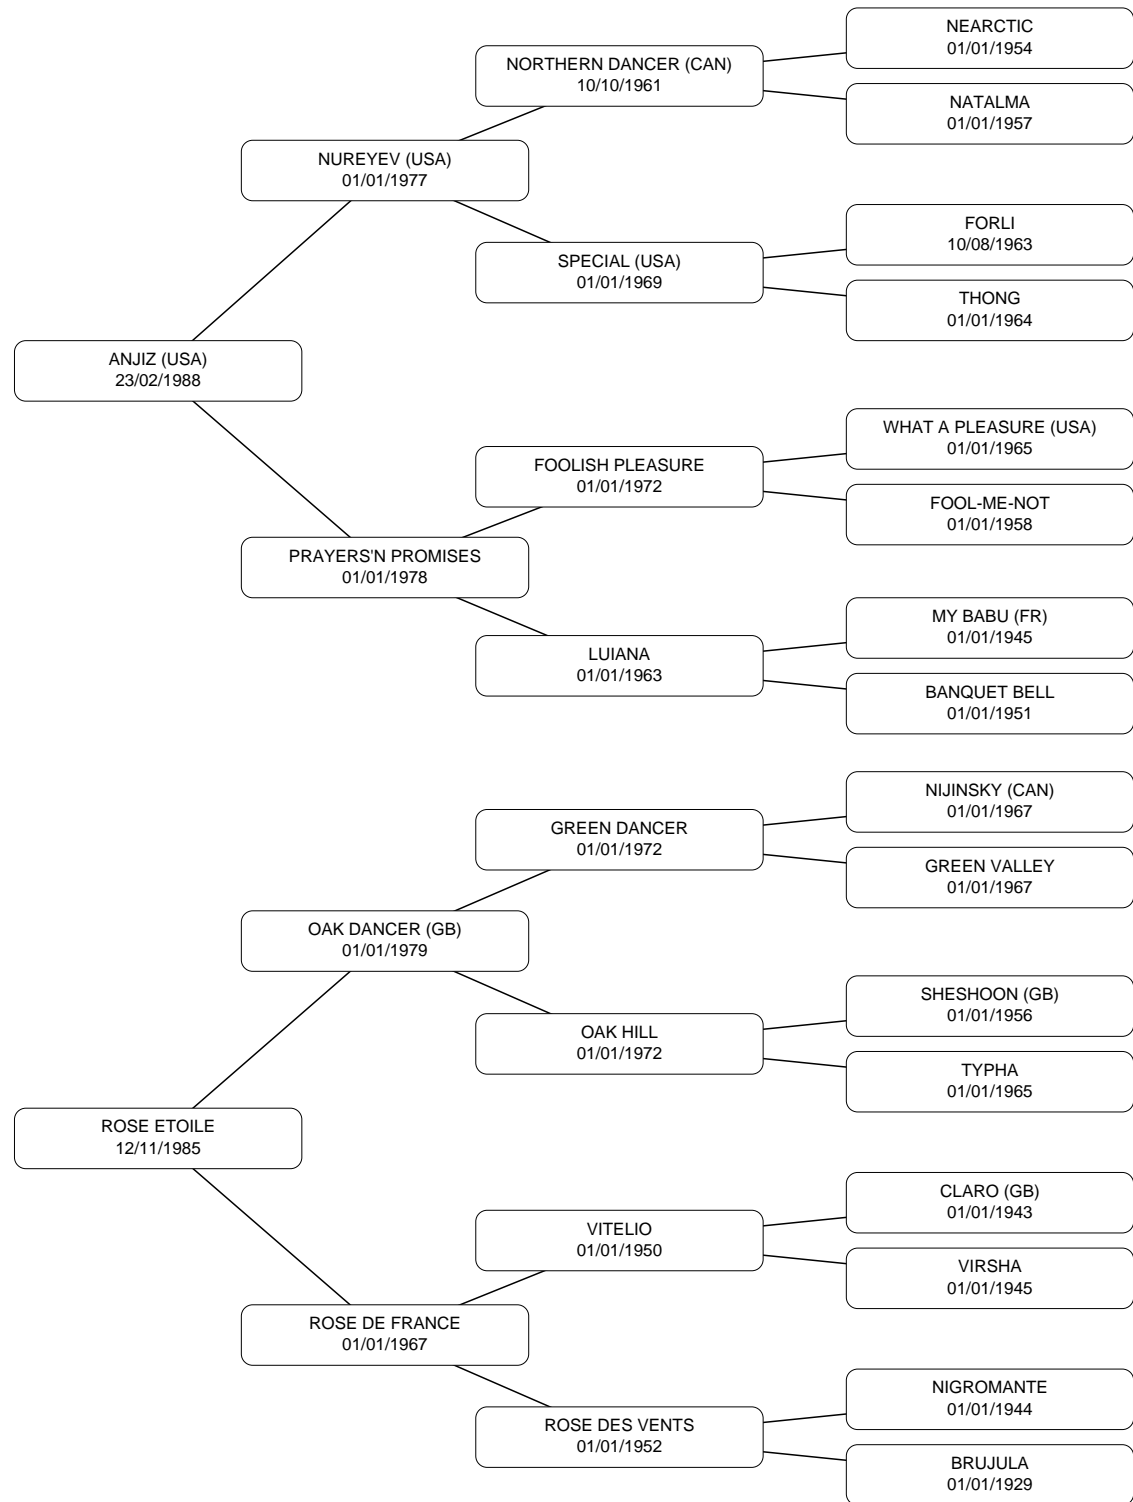 NEARCTIC
01/01/1954
NORTHERN DANCER (CAN)
10/10/1961
NATALMA
01/01/1957
NUREYEV (USA)
01/01/1977
FORLI
10/08/1963
SPECIAL (USA)
01/01/1969
THONG
01/01/1964
ANJIZ (USA)
23/02/1988
WHAT A PLEASURE (USA)
01/01/1965
FOOLISH PLEASURE
01/01/1972
FOOL-ME-NOT
01/01/1958
PRAYERS'N PROMISES
01/01/1978
MY BABU (FR)
01/01/1945
LUIANA
01/01/1963
BANQUET BELL
01/01/1951
NIJINSKY (CAN)
01/01/1967
GREEN DANCER
01/01/1972
GREEN VALLEY
01/01/1967
OAK DANCER (GB)
01/01/1979
SHESHOON (GB)
01/01/1956
OAK HILL
01/01/1972
TYPHA
01/01/1965
ROSE ETOILE
12/11/1985
CLARO (GB)
01/01/1943
VITELIO
01/01/1950
VIRSHA
01/01/1945
ROSE DE FRANCE
01/01/1967
NIGROMANTE
01/01/1944
ROSE DES VENTS
01/01/1952
BRUJULA
01/01/1929